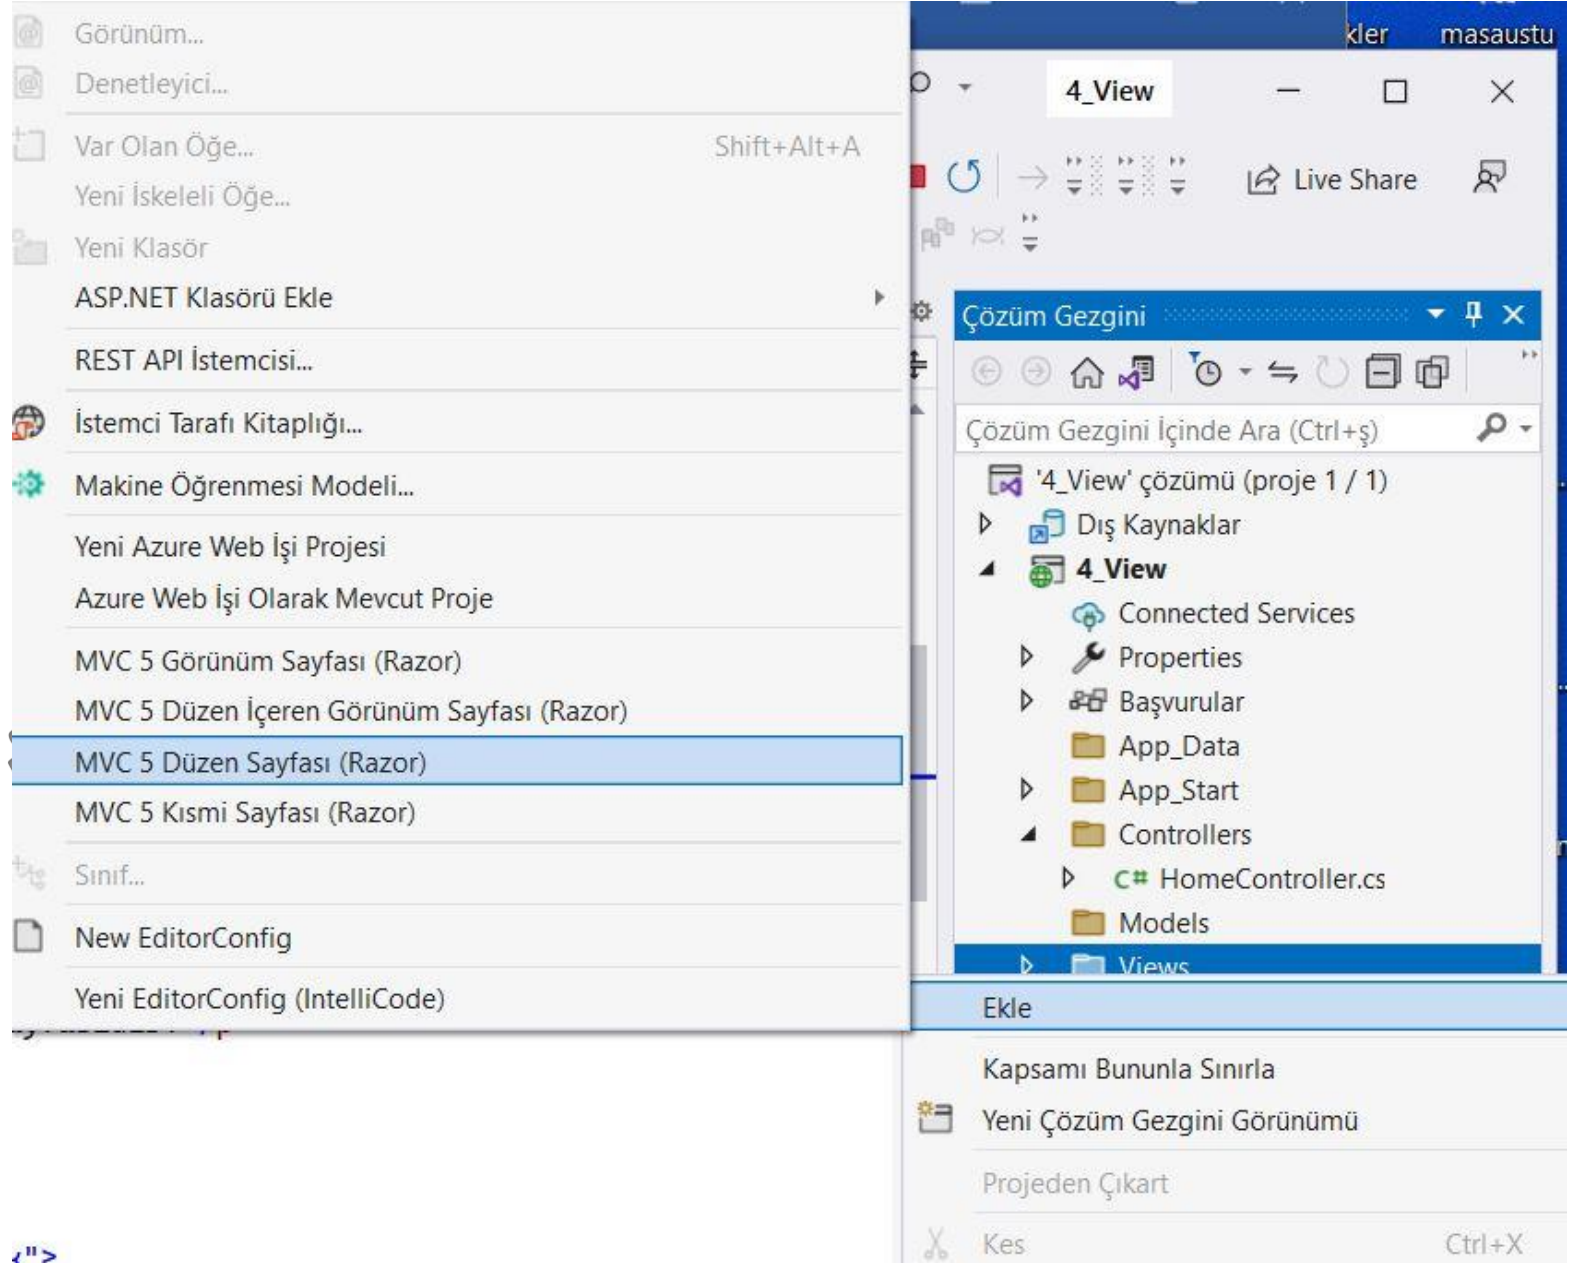 Görünüm...
Denetleyici...
Var Olan Öğe... Shift+Alt+A
Yeni İskeleli Öğe...
Yeni Klasör
ASP.NET Klasörü Ekle
REST API İstemcisi...
İstemci Tarafı Kitaplığı...
Makine Öğrenmesi Modeli...
Yeni Azure Web İşi Projesi
Azure Web İşi Olarak Mevcut Proje
MVC 5 Görünüm Sayfası (Razor)
MVC 5 Düzen İçeren Görünüm Sayfası (Razor)
MVC 5 Düzen Sayfası (Razor)
MVC 5 Kısmi Sayfası (Razor)
Sınıf...
New EditorConfig
Yeni EditorConfig (IntelliCode)
">
kler masaustu
4_View
Live Share
Çözüm Gezgini
Çözüm Gezgini İçinde Ara (Ctrl+ş)
'4_View' çözümü (proje 1 / 1)
Dış Kaynaklar
4_View
Connected Services
Properties
Başvurular
App_Data
App_Start
Controllers
C# HomeController.cs
Models
Views
Ekle
Kapsamı Bununla Sınırla
Yeni Çözüm Gezgini Görünümü
Projeden Çıkart
Kes Ctrl+X